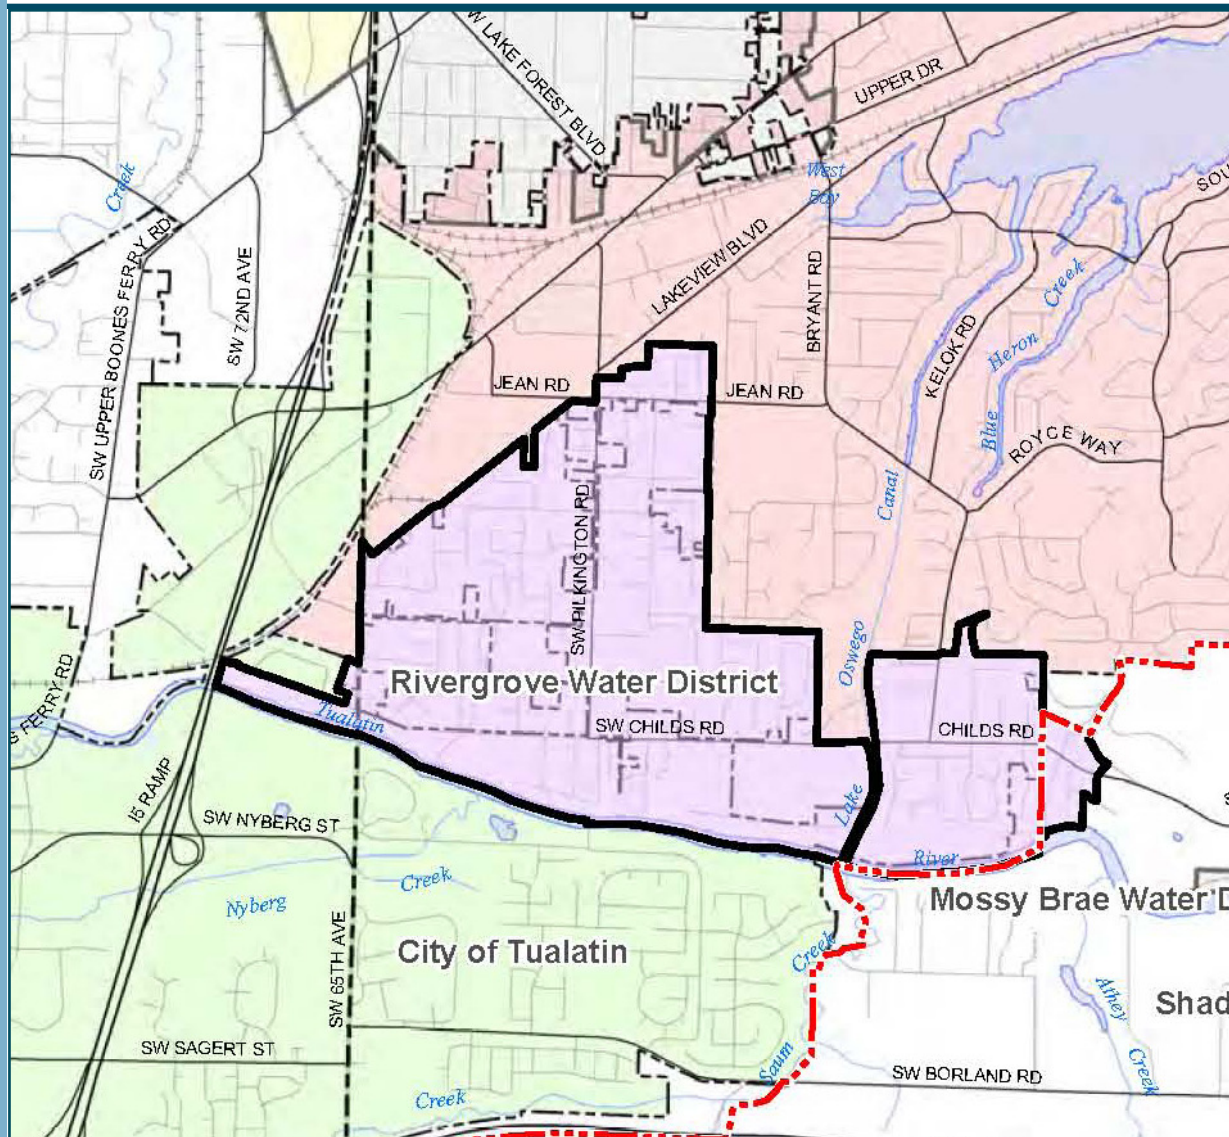 SW LAKE FOREST BLVD
UPPER DR
West
Bay
Creek
SW UPPER BOONES FERRY RD
SW 72ND AVE
LAKEVIEW BLVD
BRYANT RD
Creek
Heron
Blue
KELOK RD
JEAN RD
JEAN RD
ROYCE WAY
Canal
SW PILKINGTON RD
Oswego
FERRY RD
Rivergrove Water District
Tualatin
SW CHILDS RD
CHILDS RD
I5 RAMP
Lake
SW NYBERG ST
River
Creek
Mossy Brae Water D
Nyberg
City of Tualatin
Creek
SW 65TH AVE
Athey
Shad
SW SAGERT ST
Saum
Creek
SW BORLAND RD
Creek